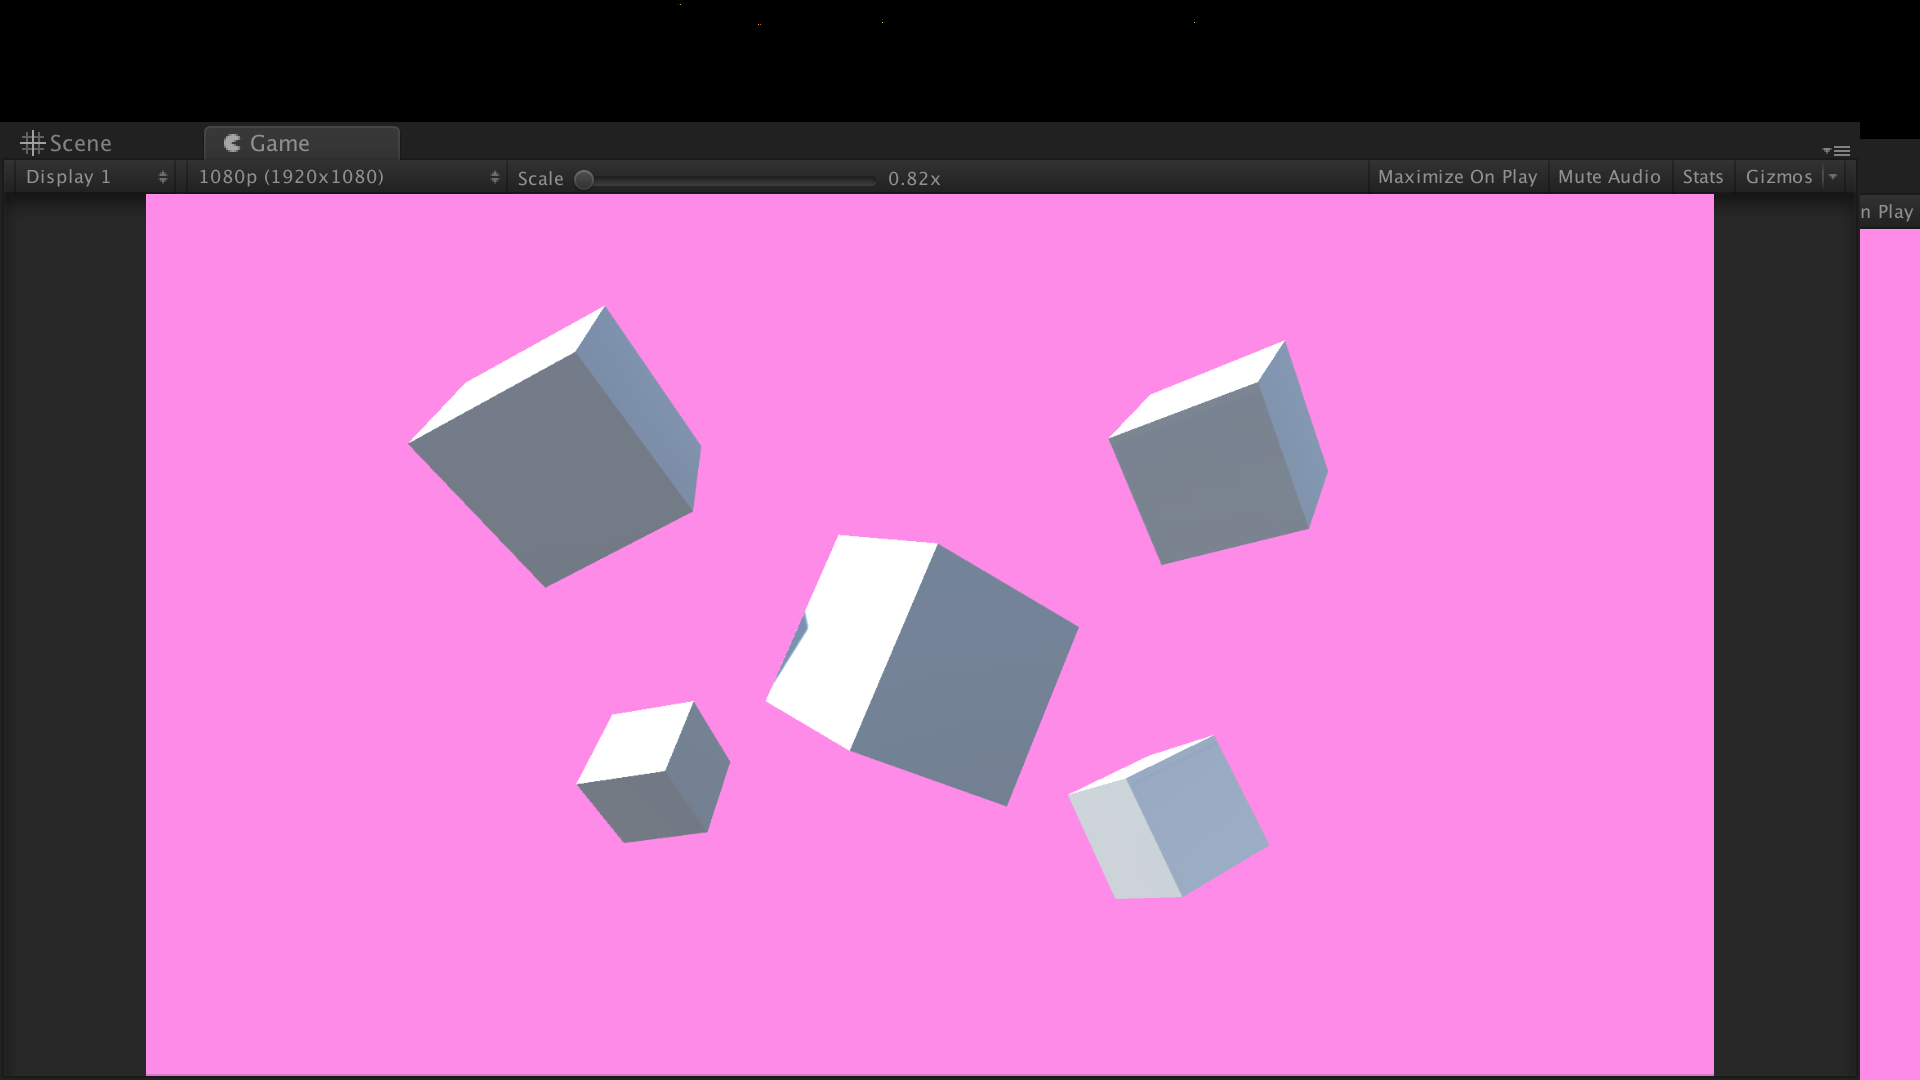 Scene
Game
Display 1
1080p (1920x1080)
Scale
0.82x
Maximize On Play
Mute Audio
Stats
Gizmos
n Play